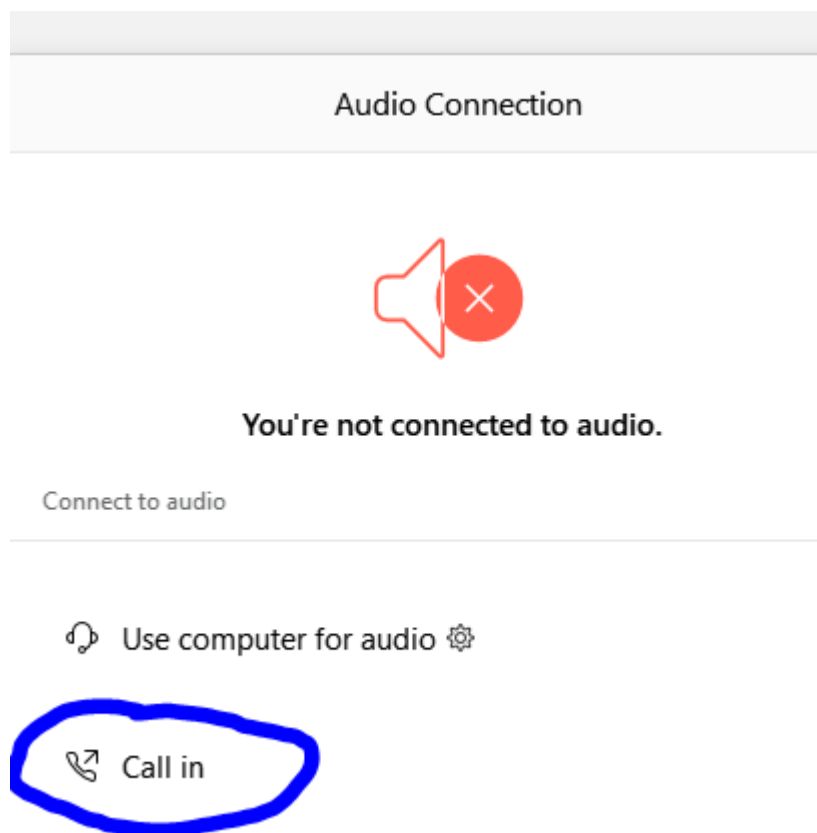 Audio Connection
You're not connected to audio.
Connect to audio
Use computer for audio
Call in